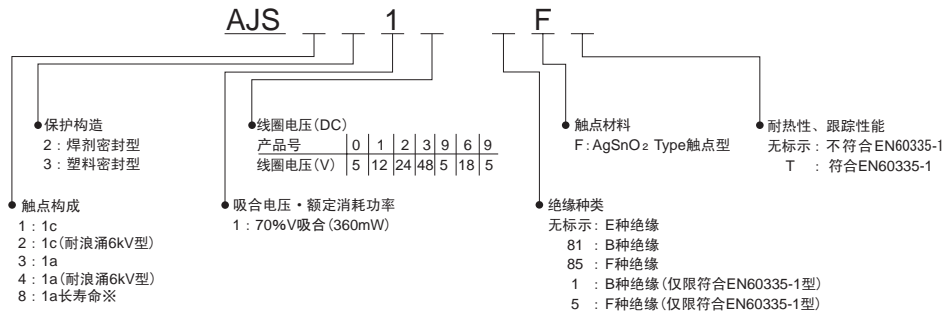 AJS 1 F
保护构造
2：焊剂密封型
3：塑料密封型
线圈电压（DC）
产品号 0 1 2 3 9 6 9
线圈电压（V） 5 12 24 48 5 18 5
触点材料
F：AgSnO₂ Type触点型
耐热性、跟踪性能
无标示：不符合EN60335-1
T ：符合EN60335-1
触点构成
1：1c
2：1c（耐浪涌6kV型）
3：1a
4：1a（耐浪涌6kV型）
8：1a长寿命※
吸合电压・额定消耗功率
1：70%V吸合（360mW）
绝缘种类
无标示：E种绝缘
81 ：B种绝缘
85 ：F种绝缘
1 ：B种绝缘（仅限符合EN60335-1型）
5 ：F种绝缘（仅限符合EN60335-1型）